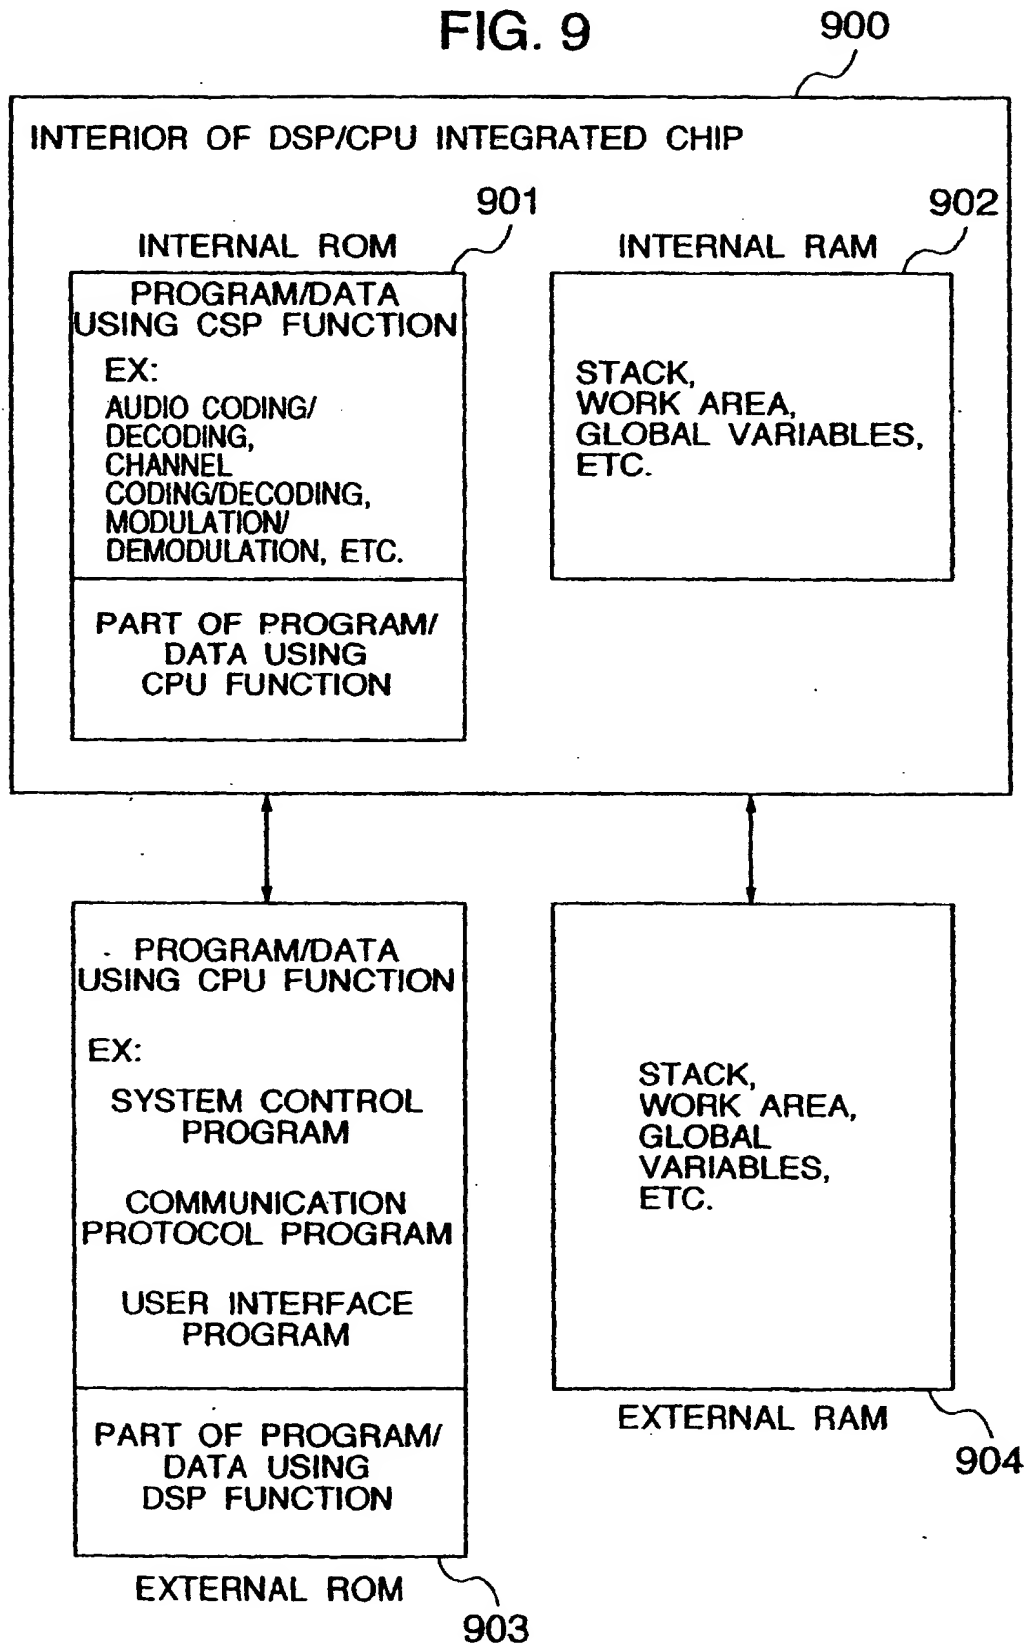 FIG. 9
900
INTERIOR OF DSP/CPU INTEGRATED CHIP
901
INTERNAL ROM
PROGRAM/DATA
USING CSP FUNCTION
EX:
AUDIO CODING/
DECODING,
CHANNEL
CODING/DECODING,
MODULATION/
DEMODULATION, ETC.
PART OF PROGRAM/
DATA USING
CPU FUNCTION
902
INTERNAL RAM
STACK,
WORK AREA,
GLOBAL VARIABLES,
ETC.
PROGRAM/DATA
USING CPU FUNCTION
EX:
SYSTEM CONTROL
PROGRAM
COMMUNICATION
PROTOCOL PROGRAM
USER INTERFACE
PROGRAM
PART OF PROGRAM/
DATA USING
DSP FUNCTION
EXTERNAL ROM
903
STACK,
WORK AREA,
GLOBAL
VARIABLES,
ETC.
EXTERNAL RAM
904